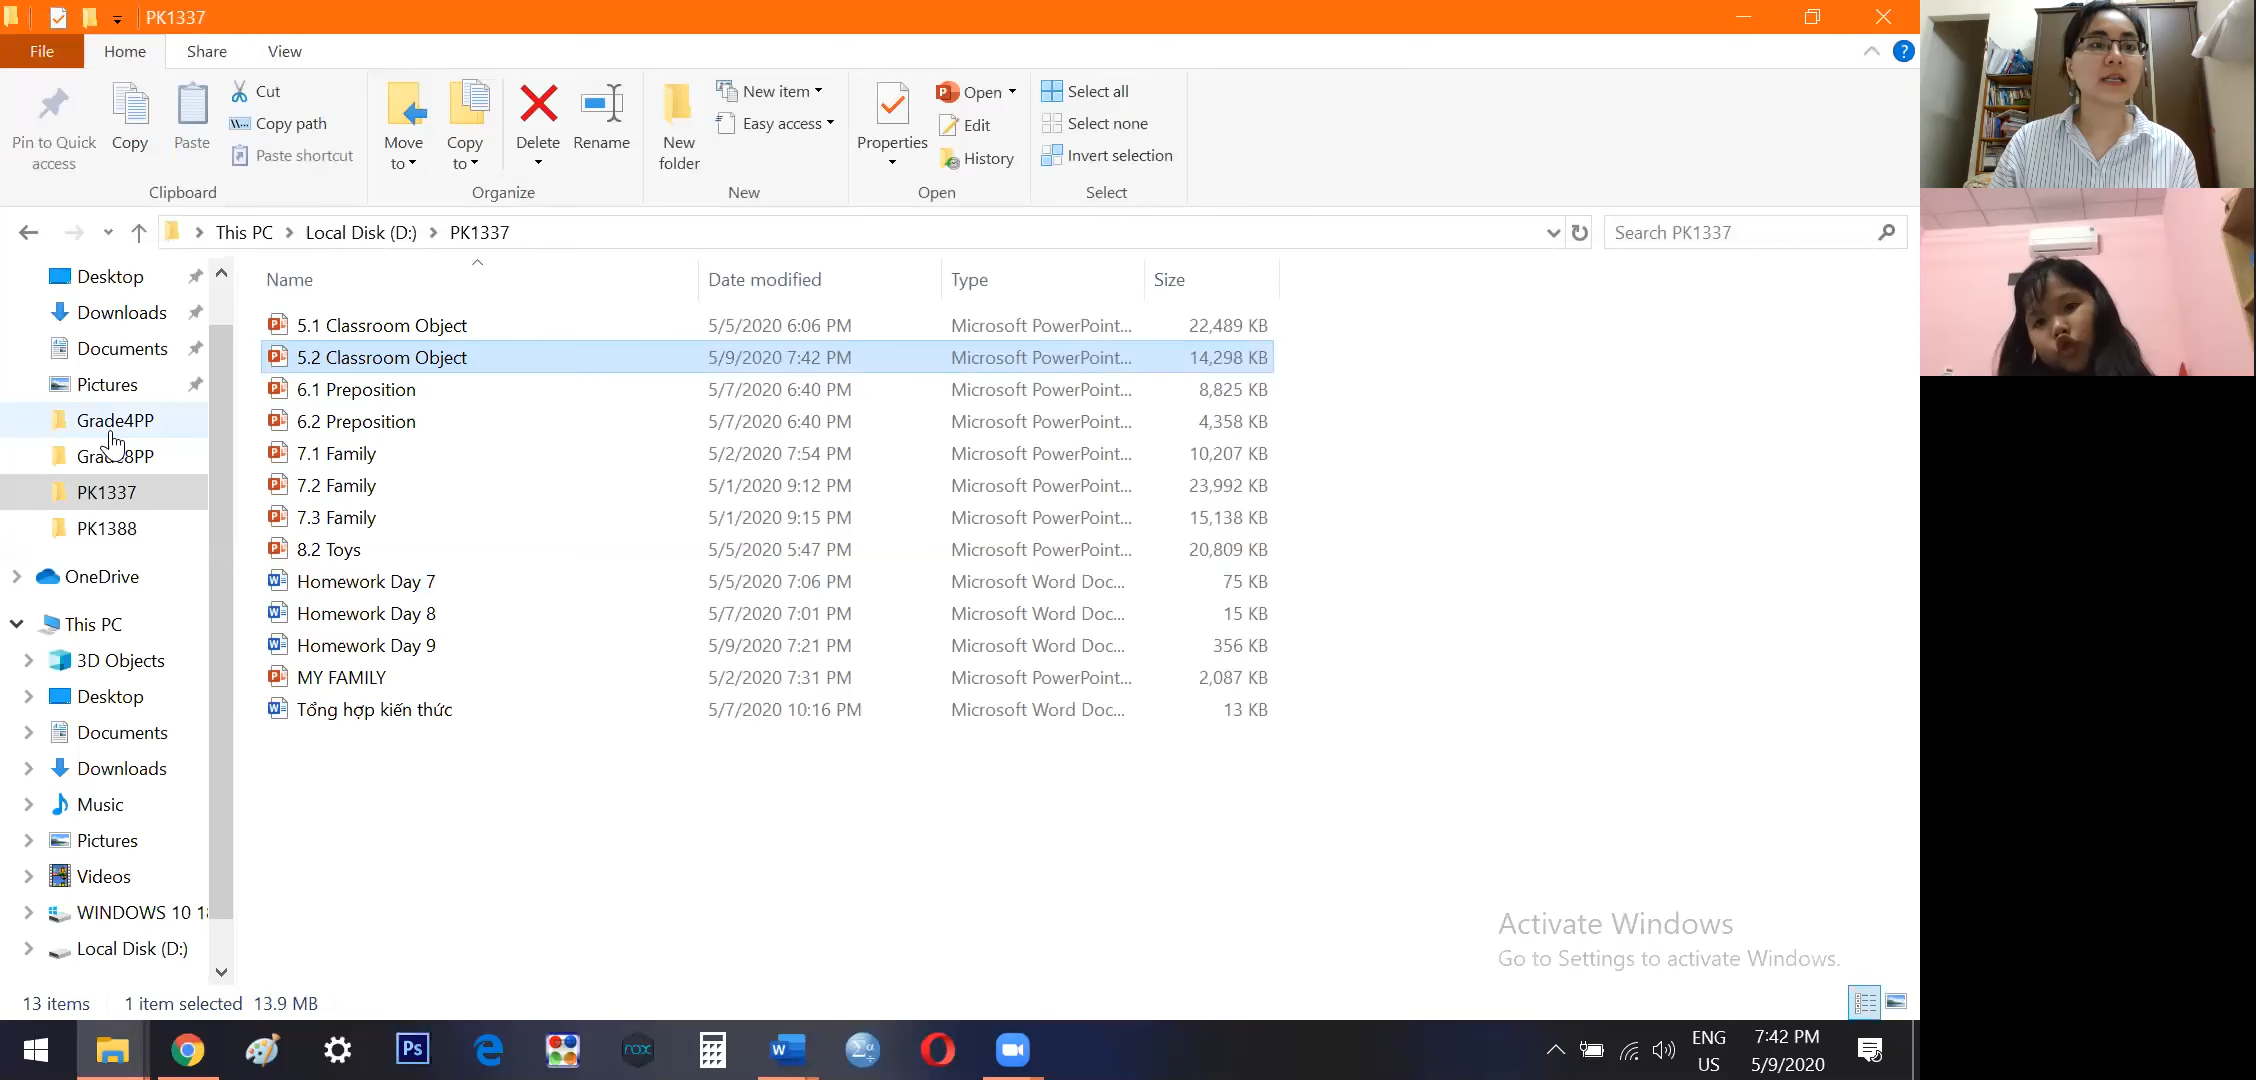 PK1337
File Home Share View
Pin to Quick access
Copy
Paste
Cut
Copy path
Paste shortcut
Clipboard
Move to
Copy to
Delete
Rename
Organize
New folder
New item
Easy access
New
Properties
Open
Edit
History
Open
Select all
Select none
Invert selection
Select
This PC Local Disk (D:) PK1337
Search PK1337
Desktop
Downloads
Documents
Pictures
Grade4PP
PK1337
PK1388
OneDrive
This PC
3D Objects
Desktop
Documents
Downloads
Music
Pictures
Videos
WINDOWS 10
Local Disk (D:)
Name Date modified Type Size
5.1 Classroom Object 5/5/2020 6:06 PM Microsoft PowerPoint... 22,489 KB
5.2 Classroom Object 5/9/2020 7:42 PM Microsoft PowerPoint... 14,298 KB
6.1 Preposition 5/7/2020 6:40 PM Microsoft PowerPoint... 8,825 KB
6.2 Preposition 5/7/2020 6:40 PM Microsoft PowerPoint... 4,358 KB
7.1 Family 5/2/2020 7:54 PM Microsoft PowerPoint... 10,207 KB
7.2 Family 5/1/2020 9:12 PM Microsoft PowerPoint... 23,992 KB
7.3 Family 5/1/2020 9:15 PM Microsoft PowerPoint... 15,138 KB
8.2 Toys 5/5/2020 5:47 PM Microsoft PowerPoint... 20,809 KB
Homework Day 7 5/5/2020 7:06 PM Microsoft Word Doc... 75 KB
Homework Day 8 5/7/2020 7:01 PM Microsoft Word Doc... 15 KB
Homework Day 9 5/9/2020 7:21 PM Microsoft Word Doc... 356 KB
MY FAMILY 5/2/2020 7:31 PM Microsoft PowerPoint... 2,087 KB
Tổng hợp kiến thức 5/7/2020 10:16 PM Microsoft Word Doc... 13 KB
Activate Windows
Go to Settings to activate Windows.
13 items 1 item selected 13.9 MB
Ps
nox
ENG
US
7:42 PM
5/9/2020